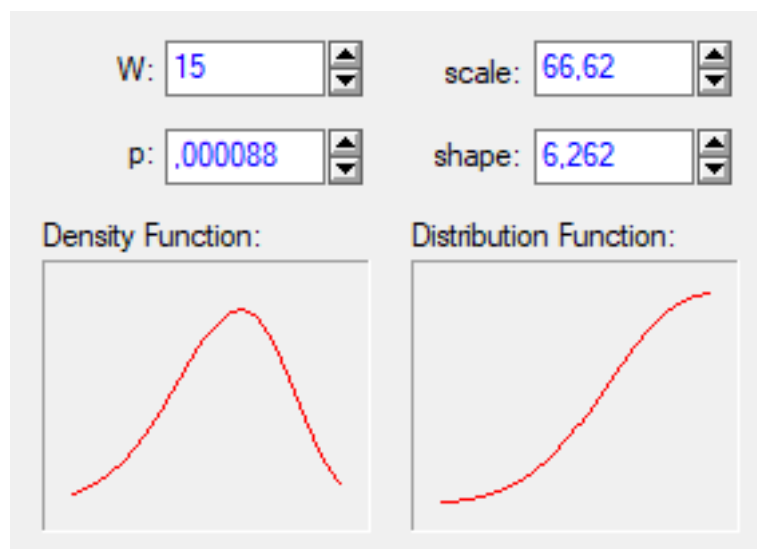 W: 15 scale: 66,62
p: ,000088 shape: 6,262
Density Function: Distribution Function: